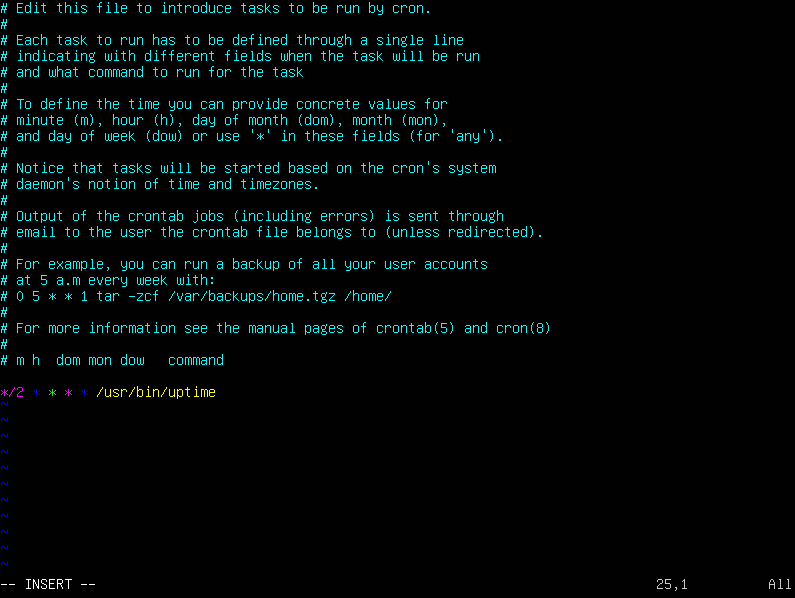 # Edit this file to introduce tasks to be run by cron.
#
# Each task to run has to be defined through a single line
# indicating with different fields when the task will be run
# and what command to run for the task
#
# To define the time you can provide concrete values for
# minute (m), hour (h), day of month (dom), month (mon),
# and day of week (dow) or use '*' in these fields (for 'any').
#
# Notice that tasks will be started based on the cron's system
# daemon's notion of time and timezones.
#
# Output of the crontab jobs (including errors) is sent through
# email to the user the crontab file belongs to (unless redirected).
#
# For example, you can run a backup of all your user accounts
# at 5 a.m every week with:
# 0 5 * * 1 tar -zcf /var/backups/home.tgz /home/
#
# For more information see the manual pages of crontab(5) and cron(8)
#
# m h  dom mon dow   command

*/2 * * * * /usr/bin/uptime
~
~
~
~
~
~
~
~
~
~
~
-- INSERT -- 25,1 All